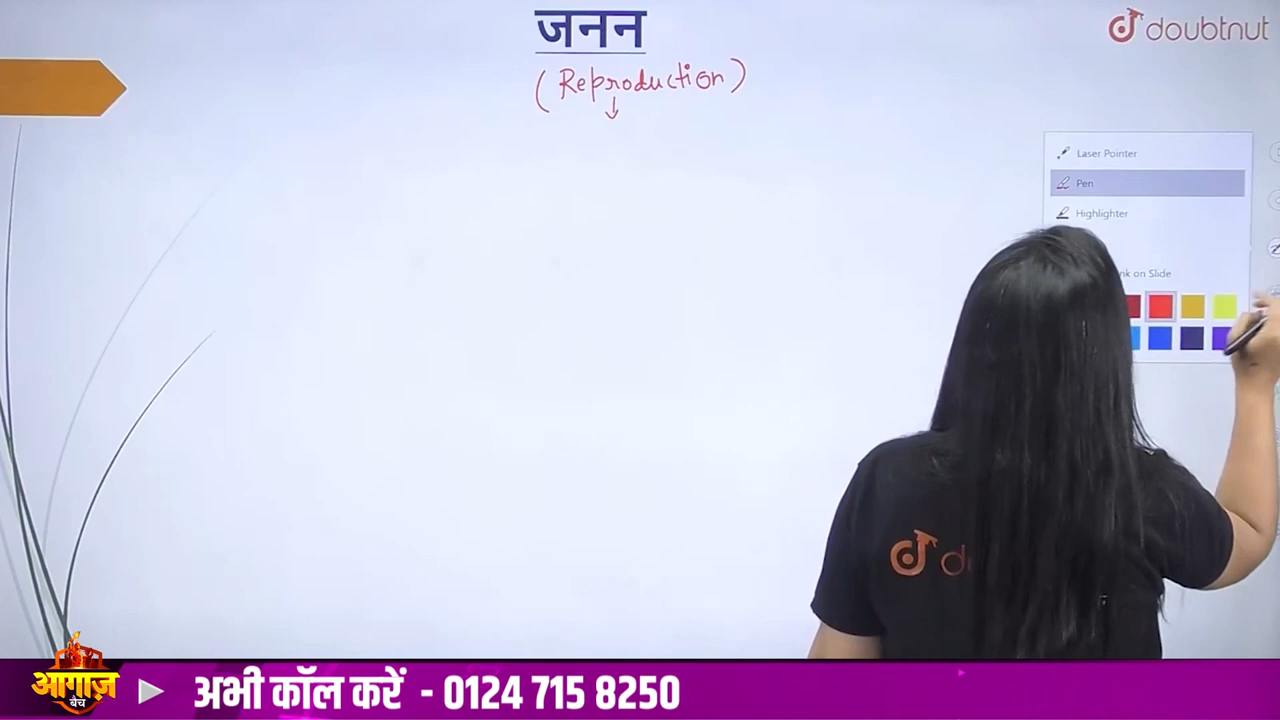 जनन
doubtnut
(Reproduction)
Laser Pointer
Pen
Highlighter
nk on Slide
d
आगाज़
बैच
अभी कॉल करें - 0124 715 8250